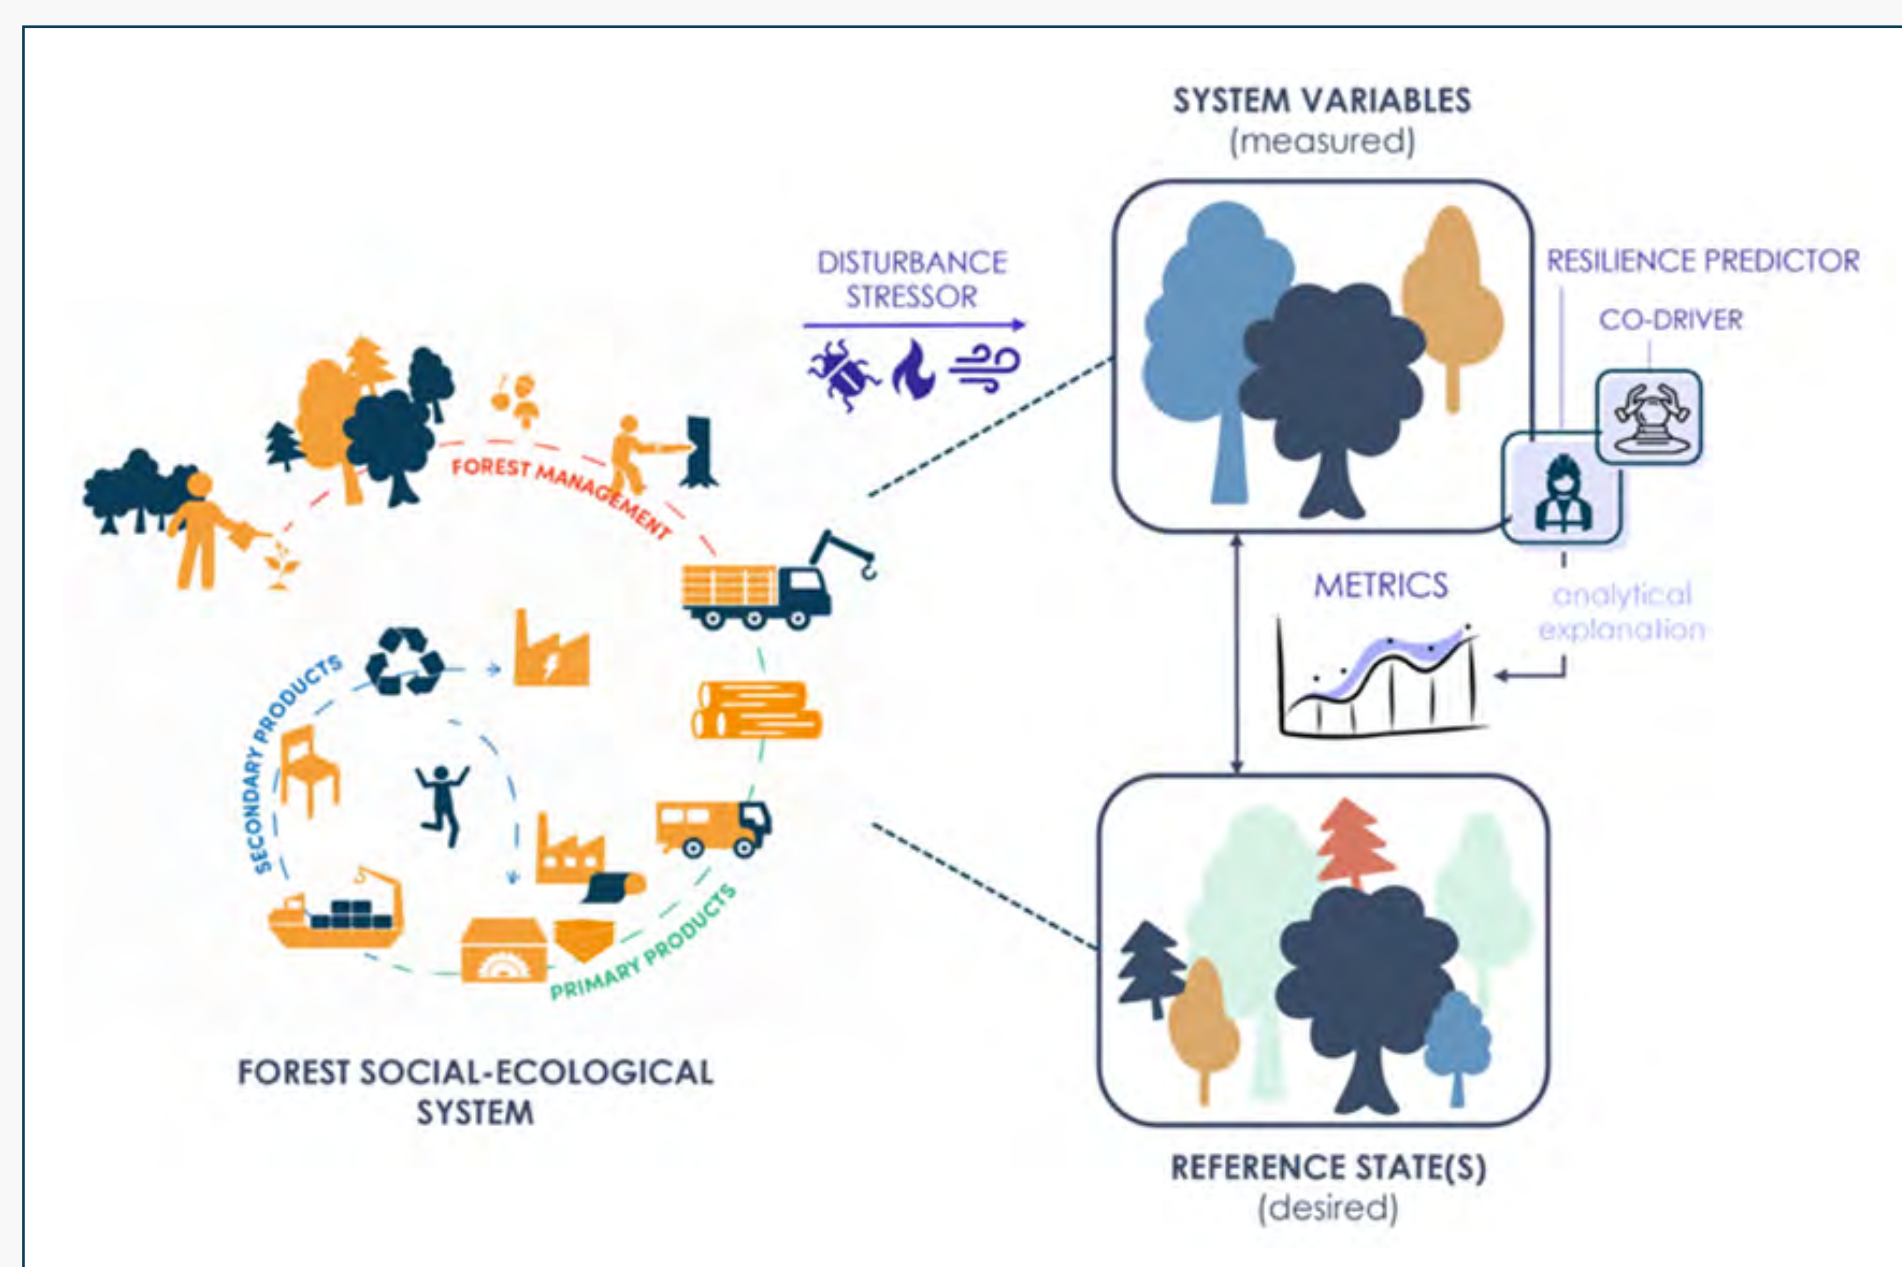 SYSTEM VARIABLES
(measured)
DISTURBANCE
STRESSOR
RESILIENCE PREDICTOR
CO-DRIVER
FOREST MANAGEMENT
METRICS
analytical
explanation
SECONDARY PRODUCTS
PRIMARY PRODUCTS
FOREST SOCIAL-ECOLOGICAL
SYSTEM
REFERENCE STATE(S)
(desired)